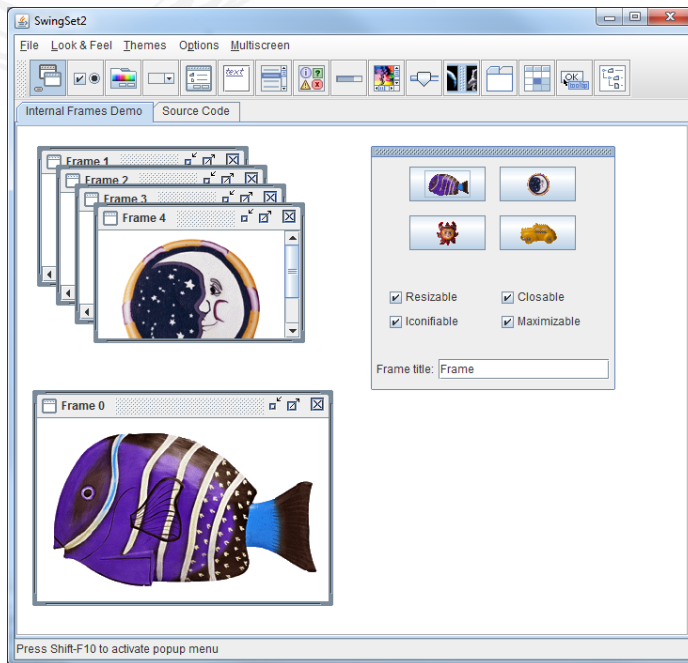 SwingSet2
File Look & Feel Themes Options Multiscreen
text
OK
Internal Frames Demo Source Code
Frame 1
Frame 2
Frame 3
Frame 4
Resizable Closable
Iconifiable Maximizable
Frame title: Frame
Frame 0
Press Shift-F10 to activate popup menu